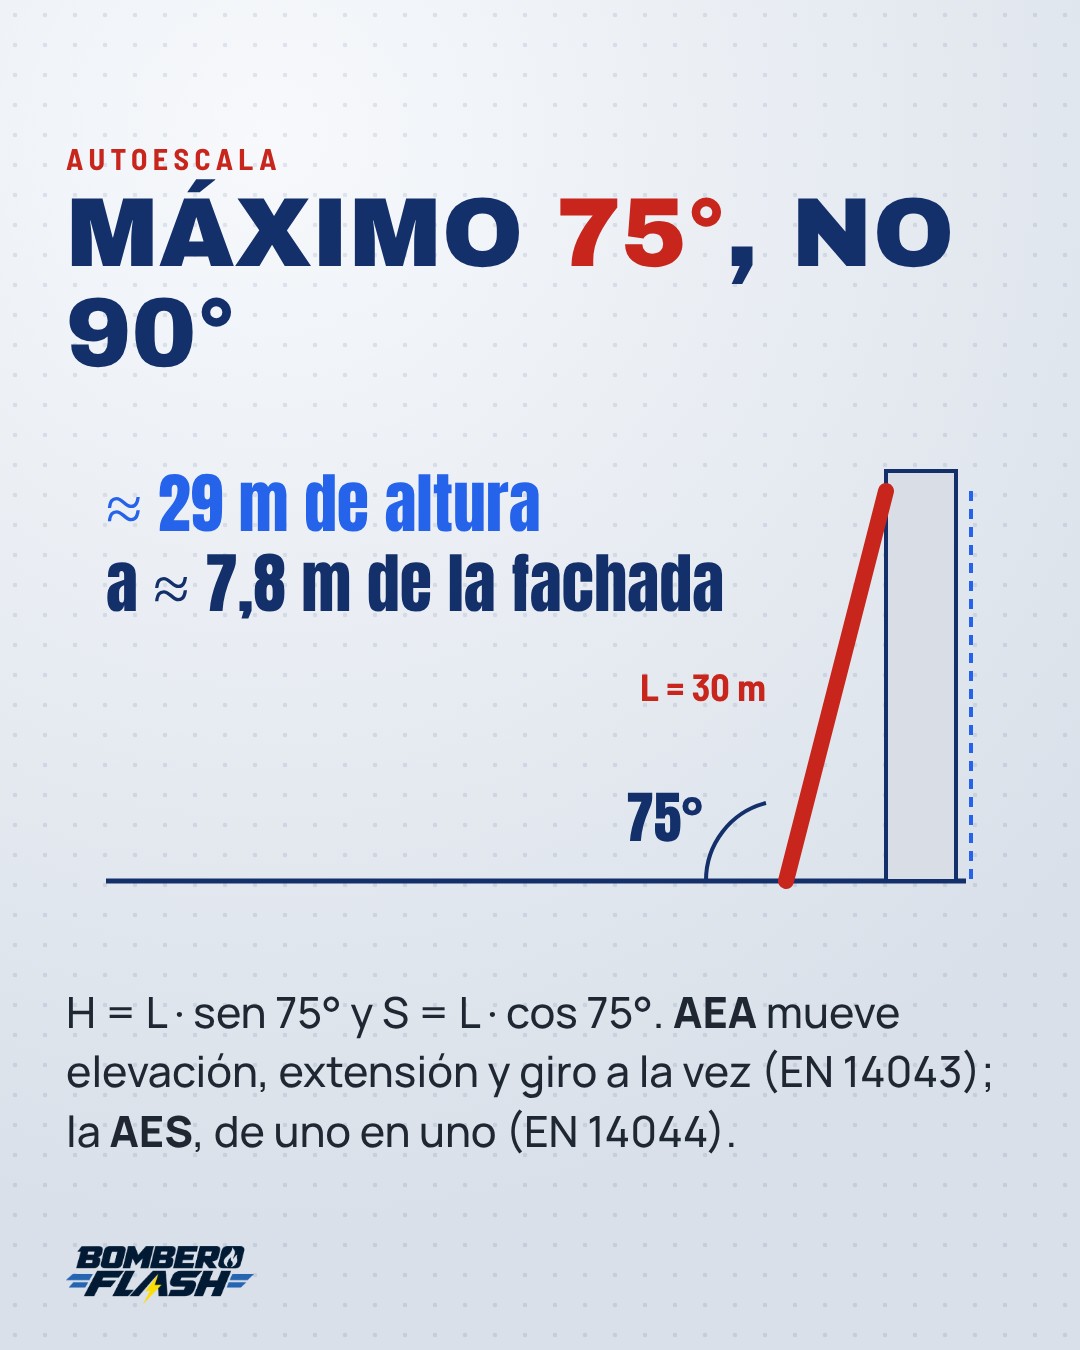 AUTOESCALA
MÁXIMO 75°, NO
90°
≈ 29 m de altura
a ≈ 7,8 m de la fachada
L = 30 m
75°
H = L · sen 75° y S = L · cos 75°. AEA mueve
elevación, extensión y giro a la vez (EN 14043);
la AES, de uno en uno (EN 14044).
BOMBERO
FLASH